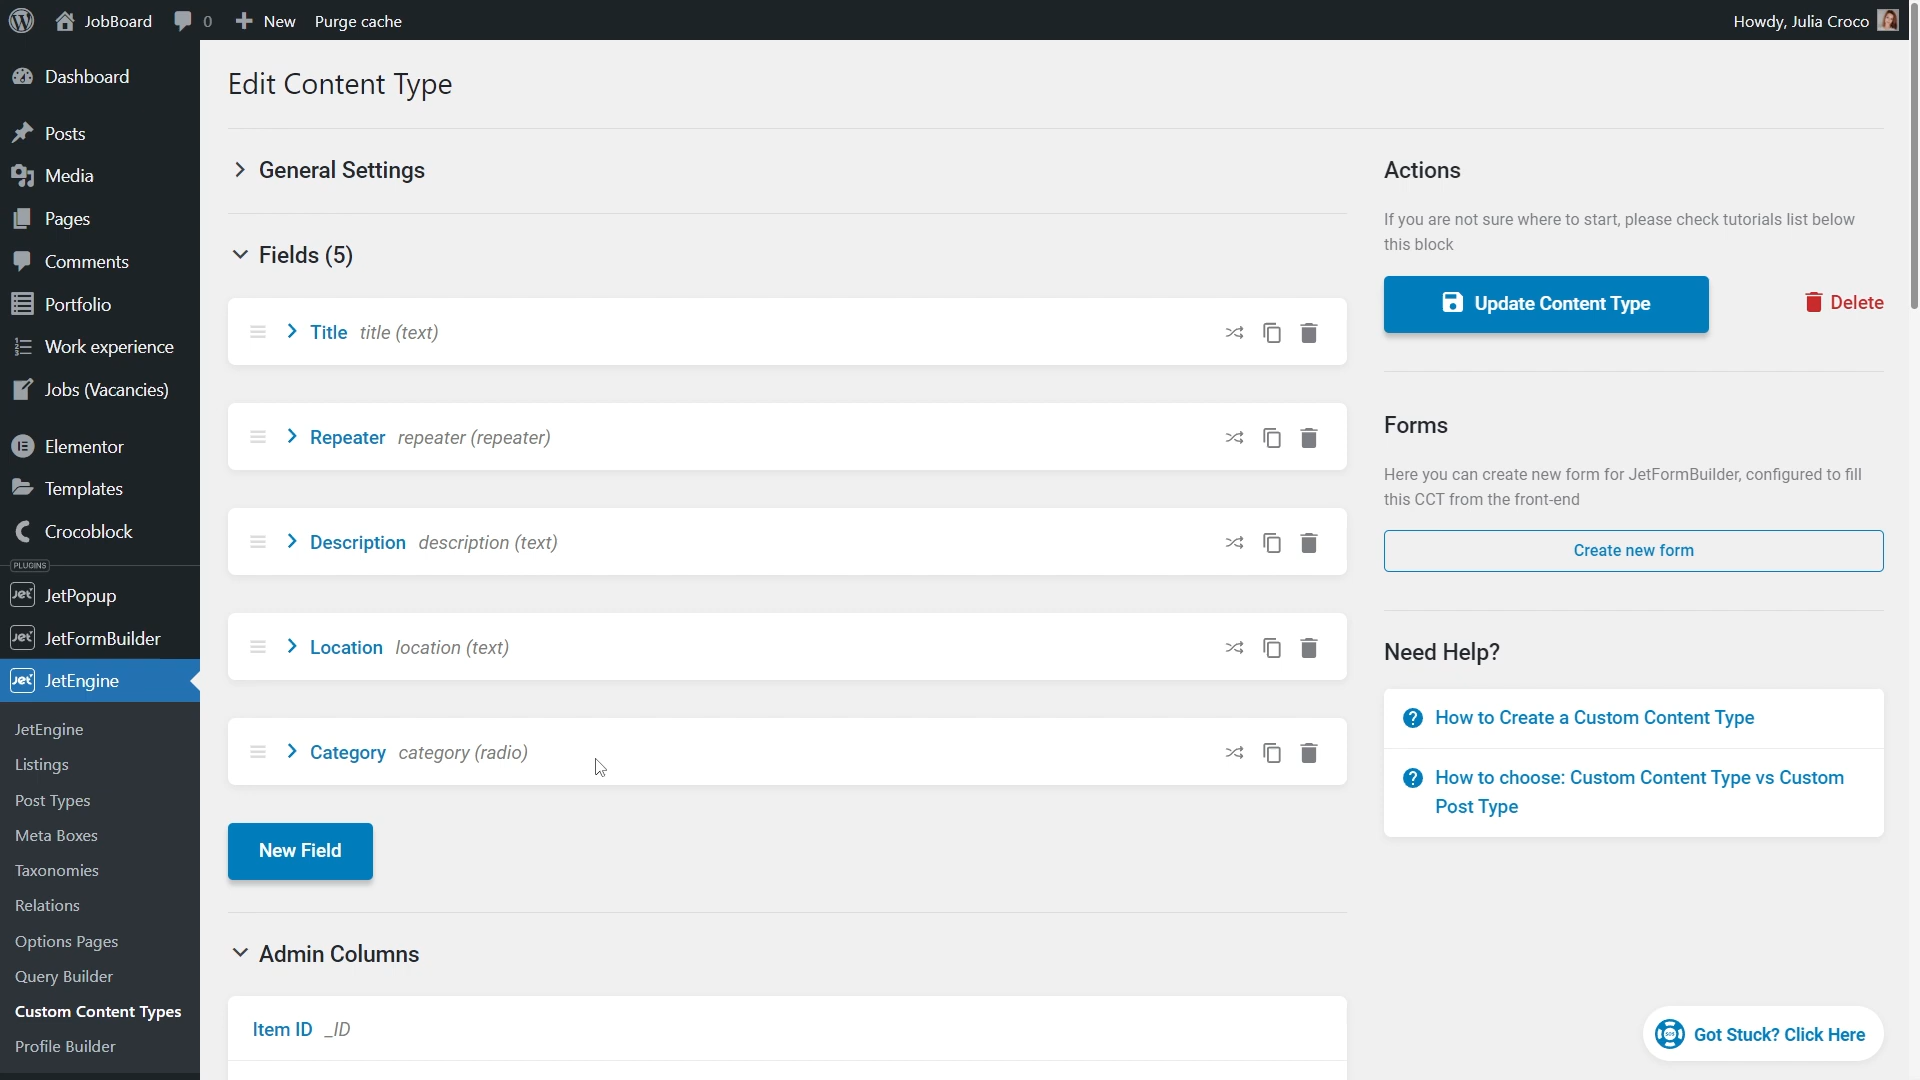 JobBoard
0
New
Purge cache
Howdy, Julia Croco
Dashboard
Posts
Media
Pages
Comments
Portfolio
Work experience
Jobs (Vacancies)
Elementor
Templates
Crocoblock
PLUGINS
Jet JetPopup
Jet JetFormBuilder
Jet JetEngine
JetEngine
Listings
Post Types
Meta Boxes
Taxonomies
Relations
Options Pages
Query Builder
Custom Content Types
Profile Builder
Edit Content Type
General Settings
Fields (5)
Title title (text)
Repeater repeater (repeater)
Description description (text)
Location location (text)
Category category (radio)
New Field
Admin Columns
Item ID _ID
Actions
If you are not sure where to start, please check tutorials list below
this block
Update Content Type
Delete
Forms
Here you can create new form for JetFormBuilder, configured to fill
this CCT from the front-end
Create new form
Need Help?
? How to Create a Custom Content Type
? How to choose: Custom Content Type vs Custom
Post Type
Got Stuck? Click Here